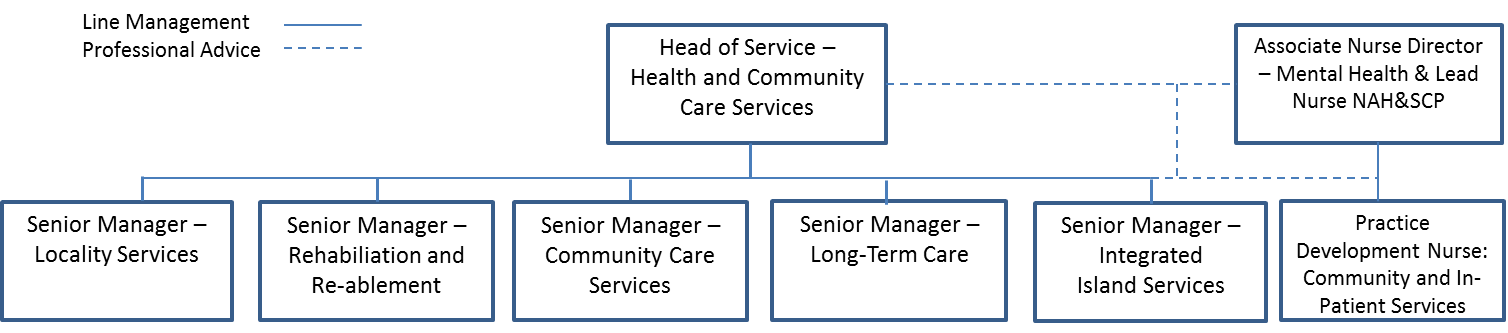 Line Management
Professional Advice
Head of Service –
Health and Community
Care Services
Associate Nurse Director
– Mental Health & Lead
Nurse NAH&SCP
Senior Manager –
Locality Services
Senior Manager –
Rehabiliation and
Re-ablement
Senior Manager –
Community Care
Services
Senior Manager –
Long-Term Care
Senior Manager –
Integrated
Island Services
Practice
Development Nurse:
Community and In-
Patient Services